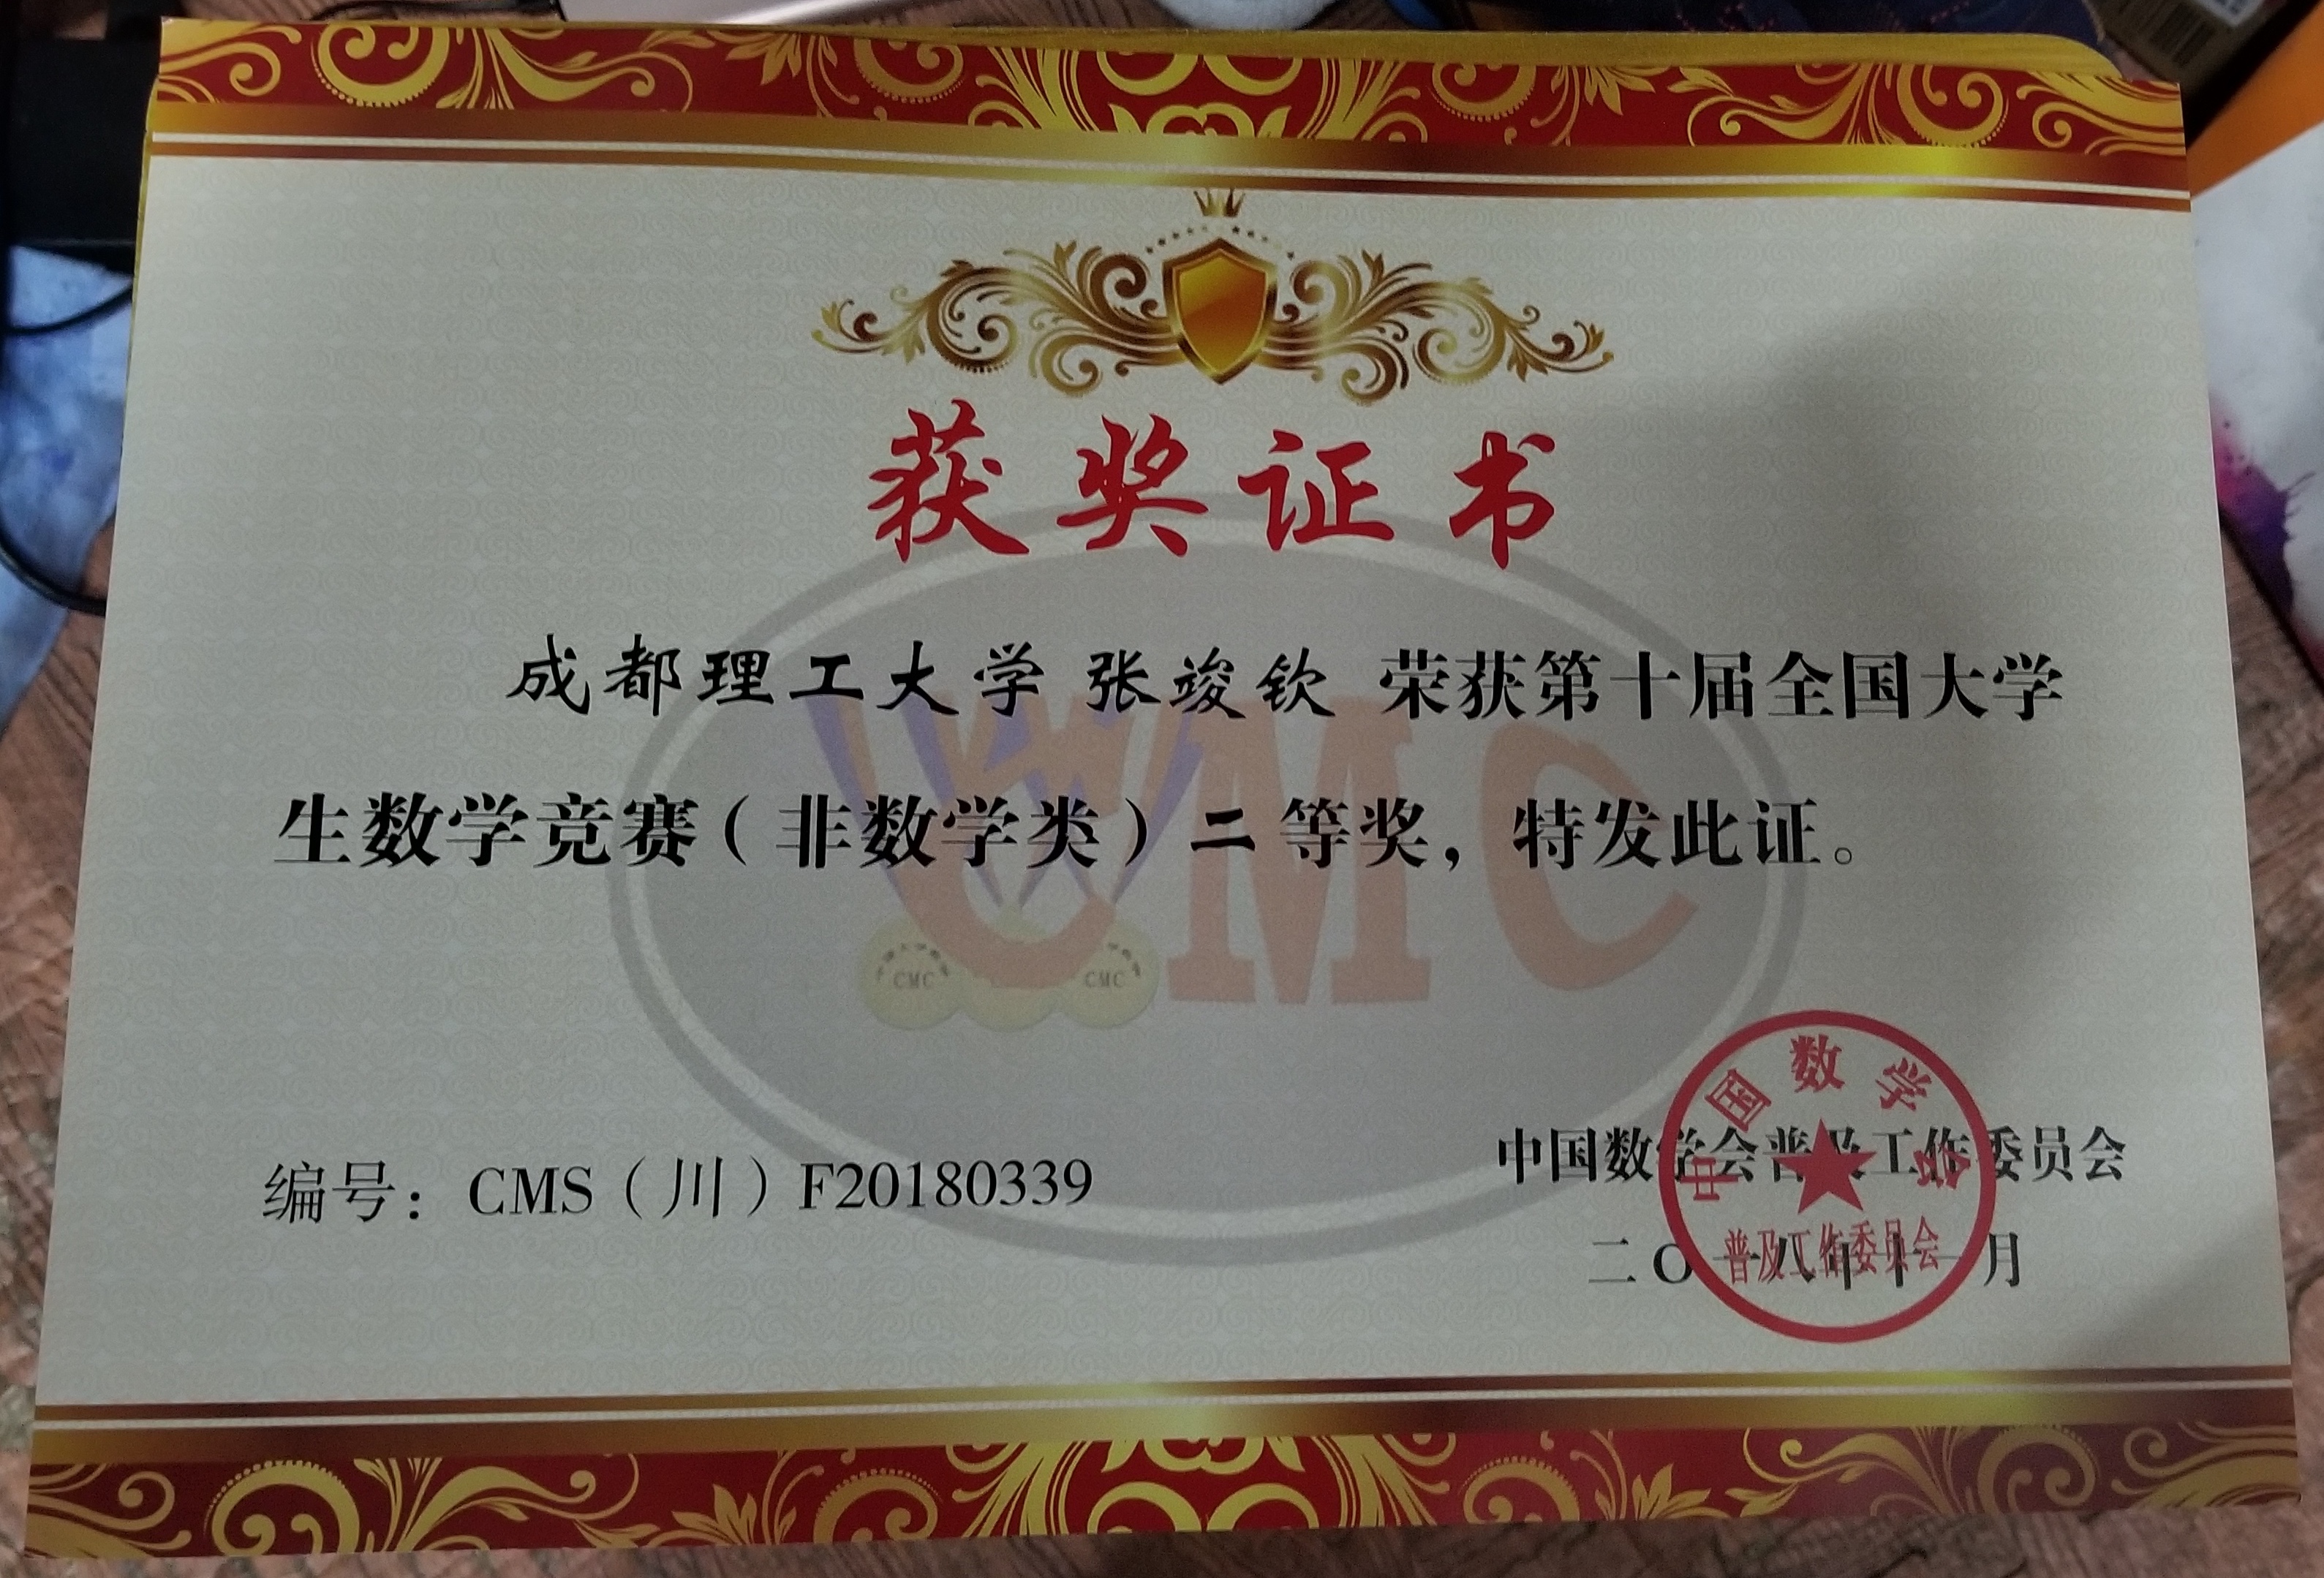 获奖证书
成都理工大学 张竣钦 荣获第十届全国大学
生数学竞赛（非数学类）二等奖，特发此证。
CMC
CMC
CMC
编号：CMS（川）F20180339
中国数学会普及工作委员会
二〇一八年十一月
中国数学会
普及工作委员会